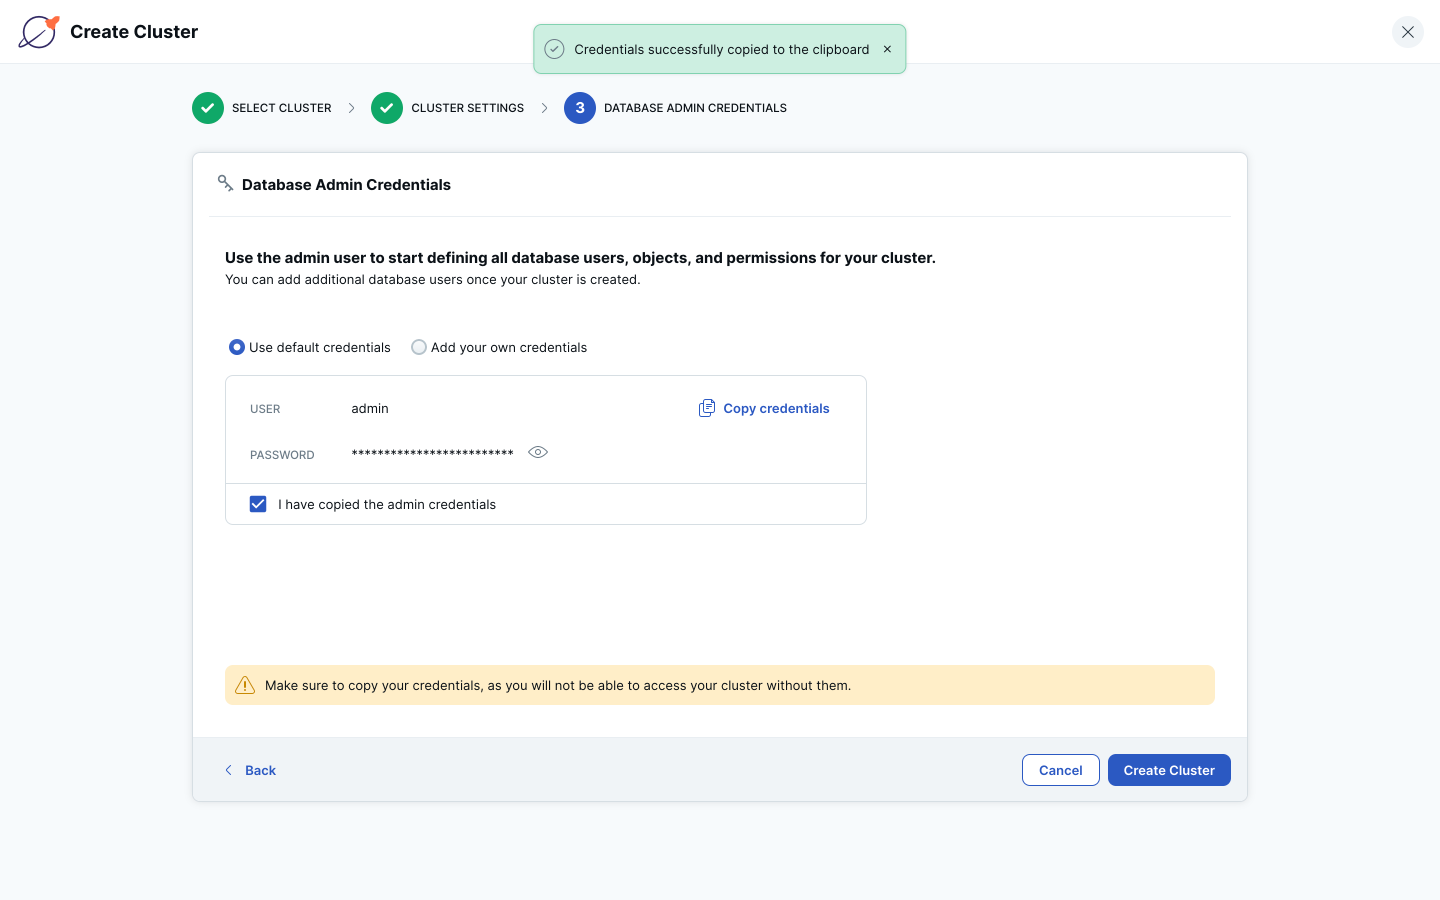 Create Cluster
Credentials successfully copied to the clipboard
SELECT CLUSTER
CLUSTER SETTINGS
3 DATABASE ADMIN CREDENTIALS
Database Admin Credentials
Use the admin user to start defining all database users, objects, and permissions for your cluster.
You can add additional database users once your cluster is created.
Use default credentials
Add your own credentials
USER admin
Copy credentials
PASSWORD *************************
I have copied the admin credentials
Make sure to copy your credentials, as you will not be able to access your cluster without them.
Back
Cancel
Create Cluster